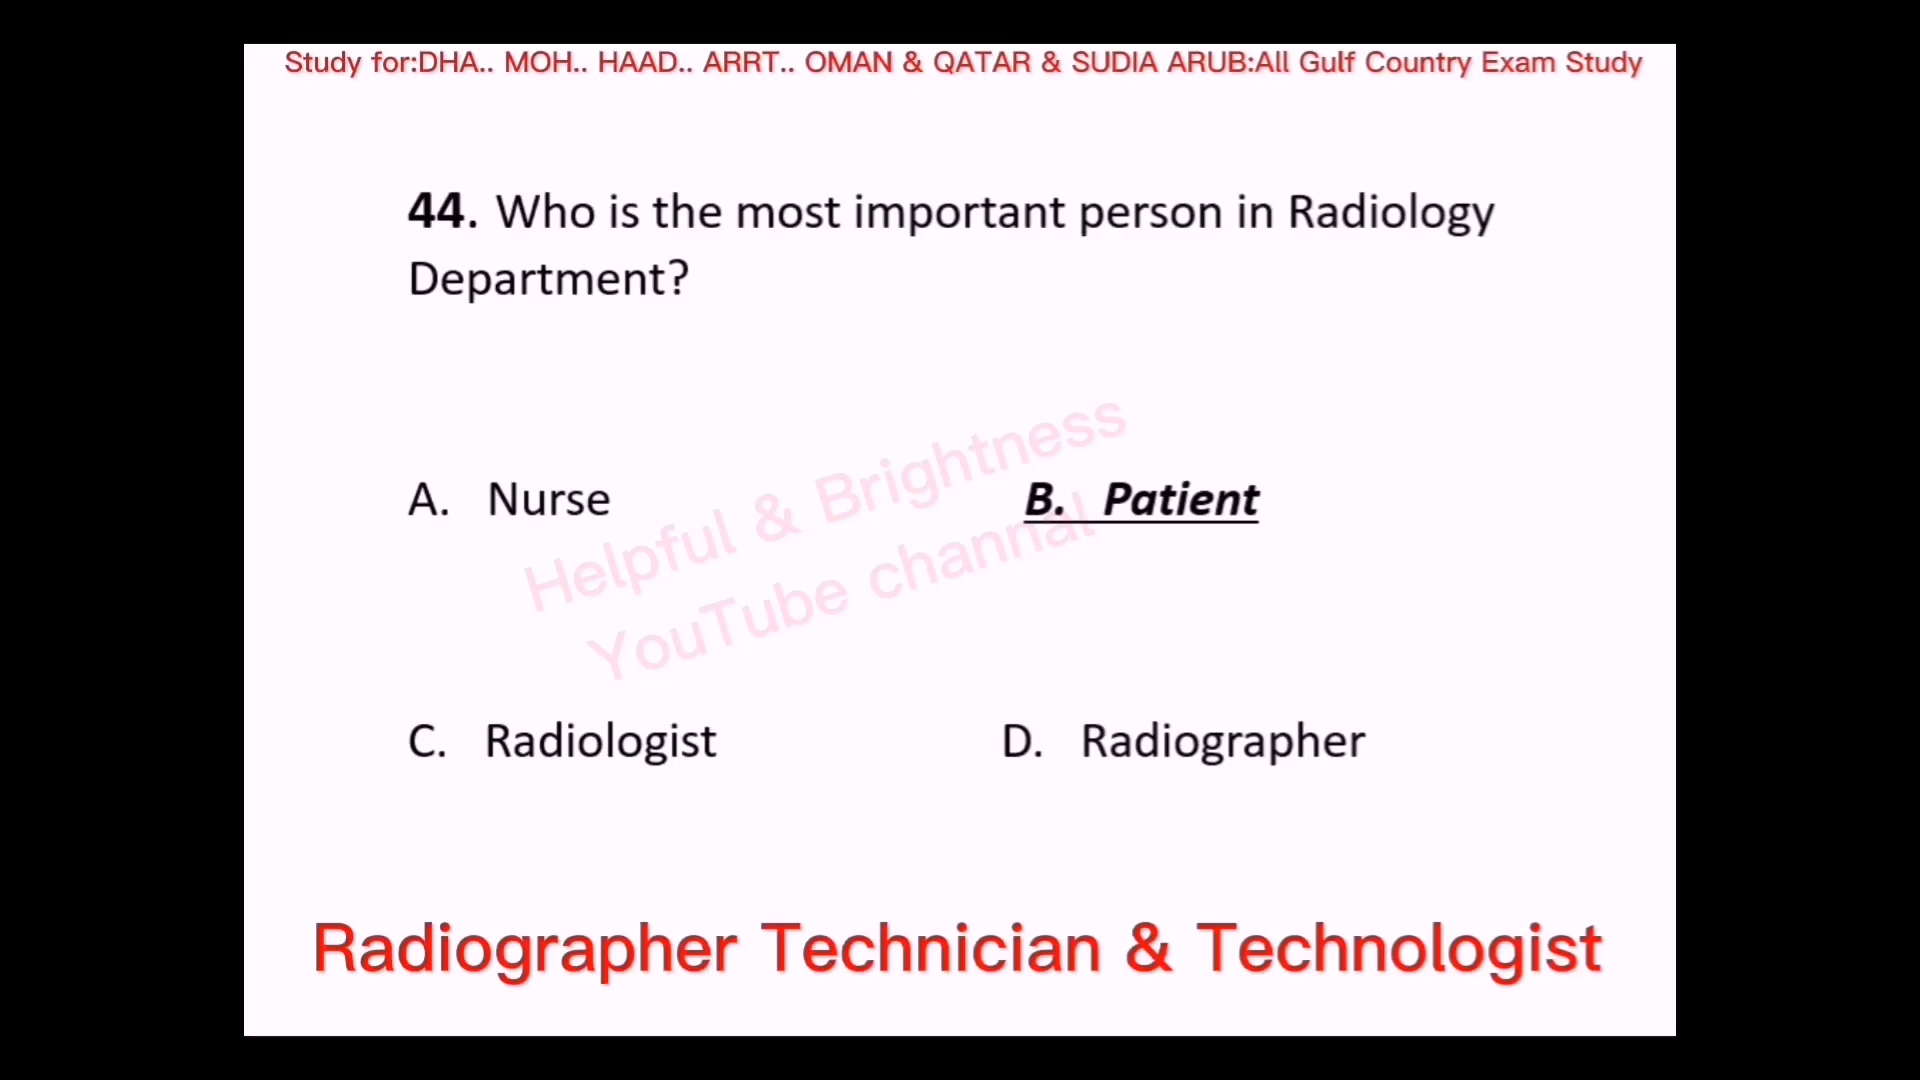 Study for:DHA.. MOH.. HAAD.. ARRT.. OMAN & QATAR & SUDIA ARUB:All Gulf Country Exam Study
44. Who is the most important person in Radiology
Department?
A. Nurse
B. Patient
Helpful & Brightness
YouTube channal
C. Radiologist
D. Radiographer
Radiographer Technician & Technologist